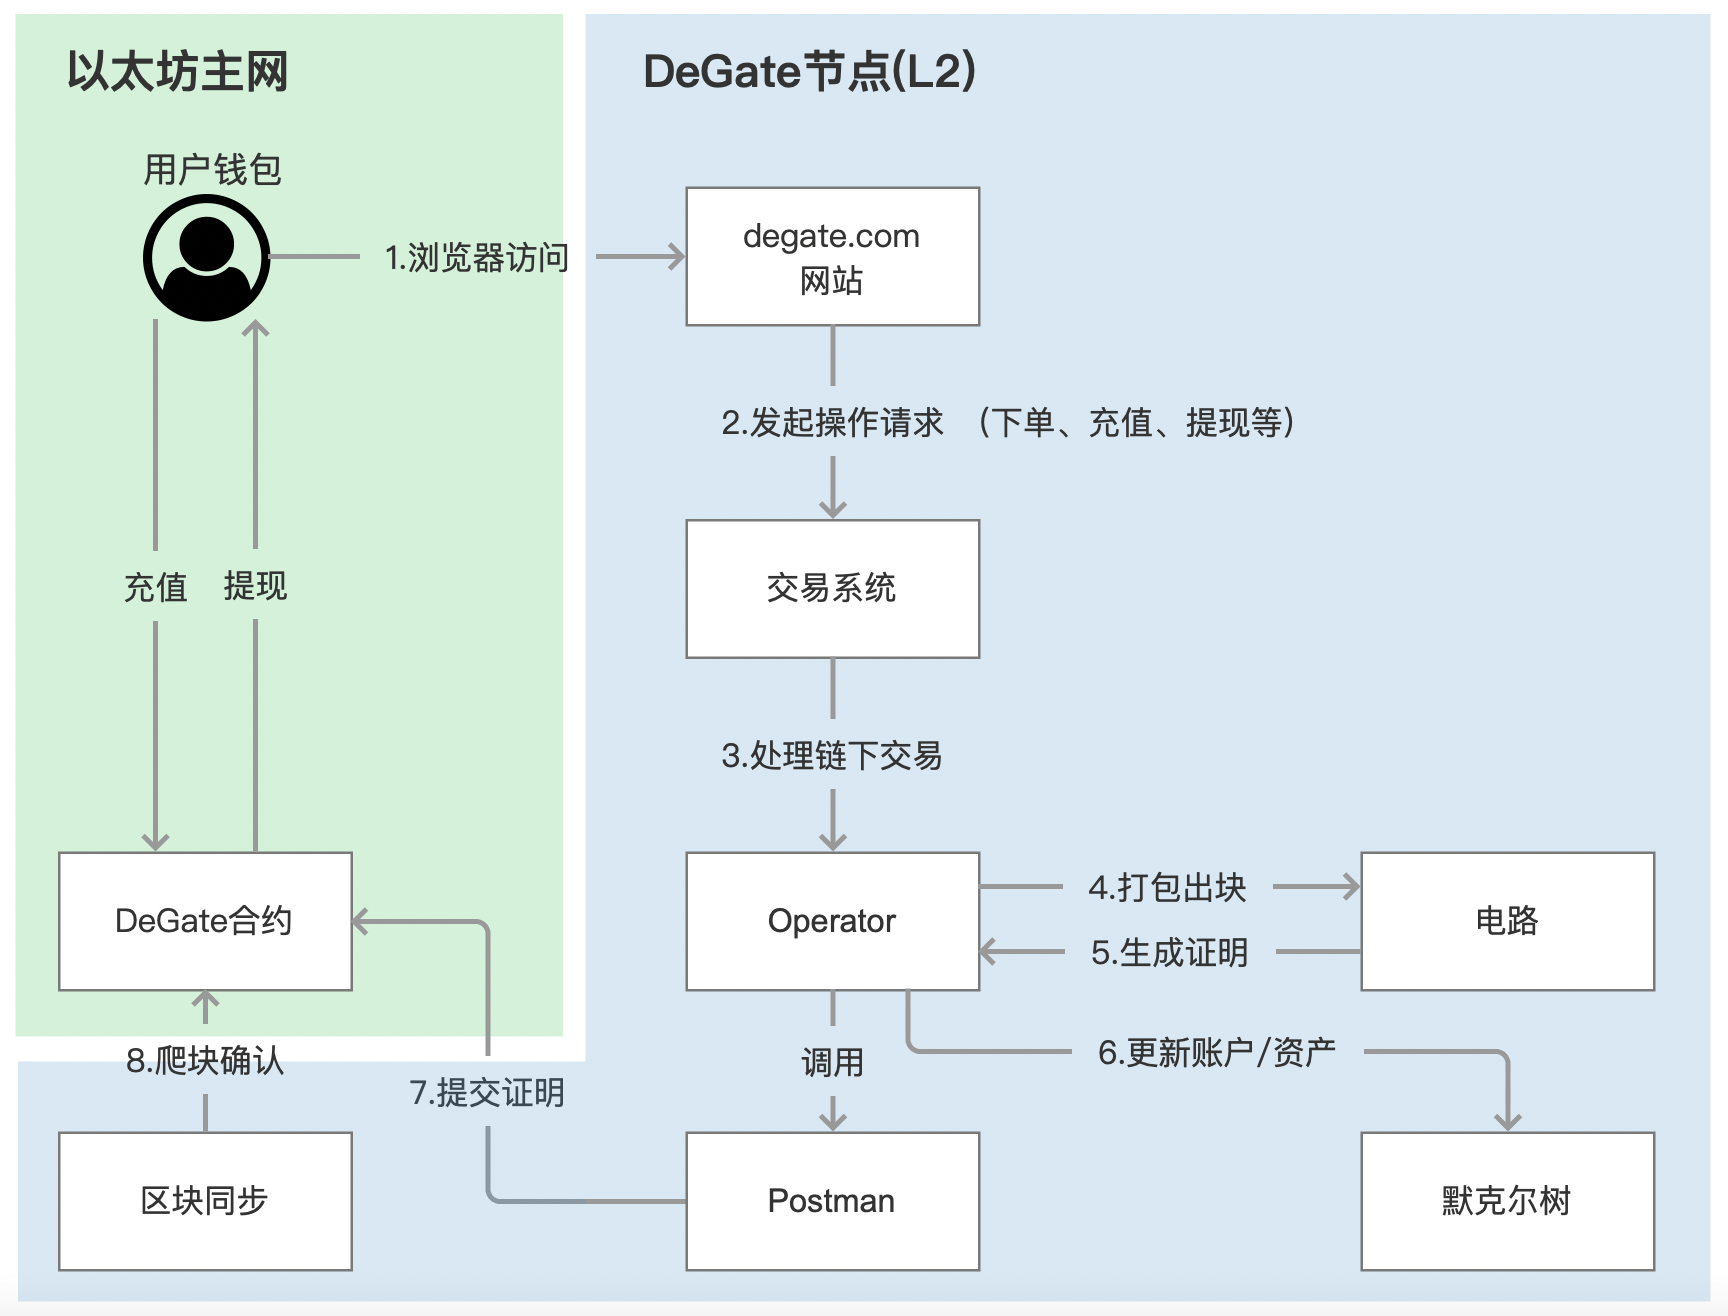 以太坊主网
DeGate节点(L2)
用户钱包
1.浏览器访问
degate.com
网站
2.发起操作请求 （下单、充值、提现等）
充值
提现
交易系统
3.处理链下交易
DeGate合约
Operator
4.打包出块
5.生成证明
电路
8.爬块确认
7.提交证明
调用
6.更新账户/资产
区块同步
Postman
默克尔树